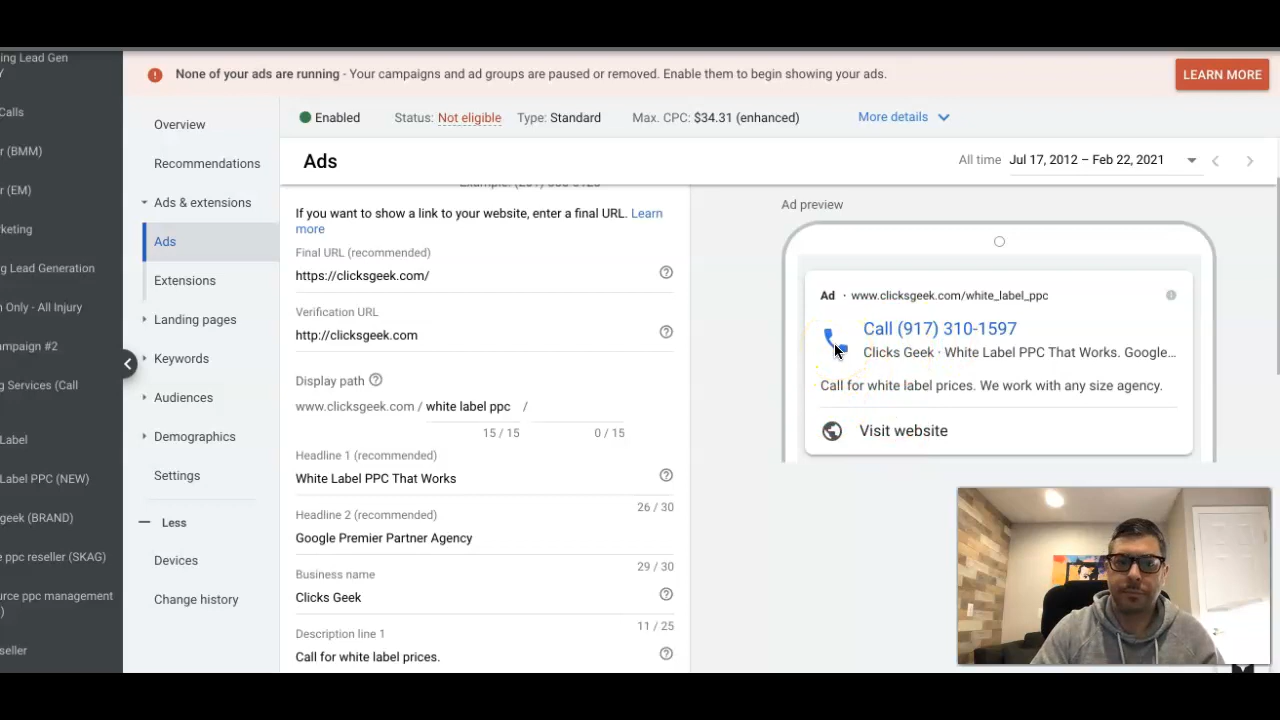 ing Lead Gen
Y
Calls
r (BMM)
r (EM)
rketing
ng Lead Generation
n Only - All Injury
mpaign #2
g Services (Call
Label
Label PPC (NEW)
geek (BRAND)
e ppc reseller (SKAG)
urce ppc management
)
seller
None of your ads are running - Your campaigns and ad groups are paused or removed. Enable them to begin showing your ads.
LEARN MORE
Enabled Status: Not eligible Type: Standard Max. CPC: $34.31 (enhanced) More details
Overview
Recommendations
Ads & extensions
Ads
Extensions
Landing pages
Keywords
Audiences
Demographics
Settings
Less
Devices
Change history
Ads
All time Jul 17, 2012 – Feb 22, 2021
If you want to show a link to your website, enter a final URL. Learn
more
Final URL (recommended)
https://clicksgeek.com/
Verification URL
http://clicksgeek.com
Display path
www.clicksgeek.com / white label ppc /
15 / 15 0 / 15
Headline 1 (recommended)
White Label PPC That Works
26 / 30
Headline 2 (recommended)
Google Premier Partner Agency
29 / 30
Business name
Clicks Geek
11 / 25
Description line 1
Call for white label prices.
Ad preview
Ad · www.clicksgeek.com/white_label_ppc
Call (917) 310-1597
Clicks Geek · White Label PPC That Works. Google...
Call for white label prices. We work with any size agency.
Visit website